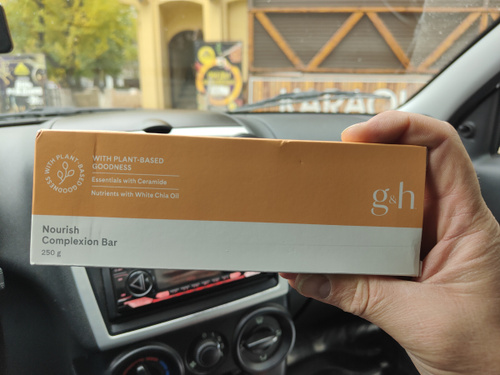 WITH PLANT-BASED GOODNESS
WITH PLANT-BASED
GOODNESS
Essentials with Ceramide
Nutrients with White Chia Oil
g&h
Nourish
Complexion Bar
250 g